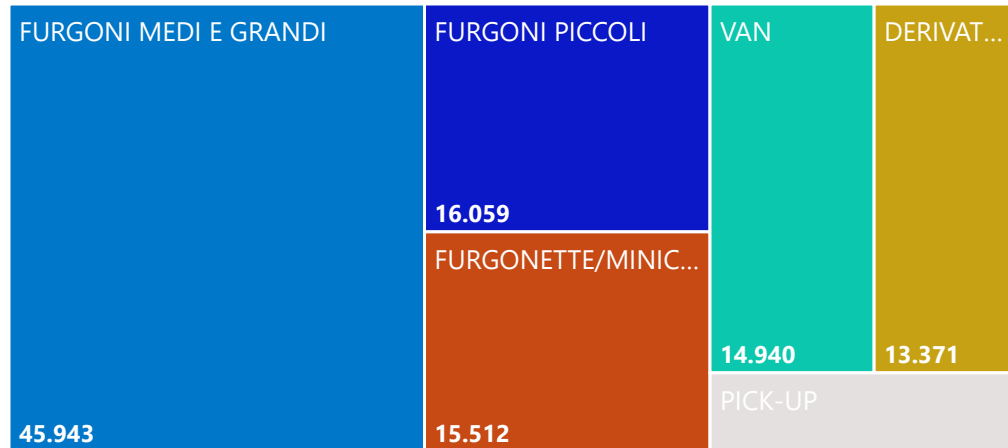 FURGONI MEDI E GRANDI
45.943
FURGONI PICCOLI
16.059
FURGONETTE/MINIC...
15.512
VAN
14.940
DERIVAT...
13.371
PICK-UP